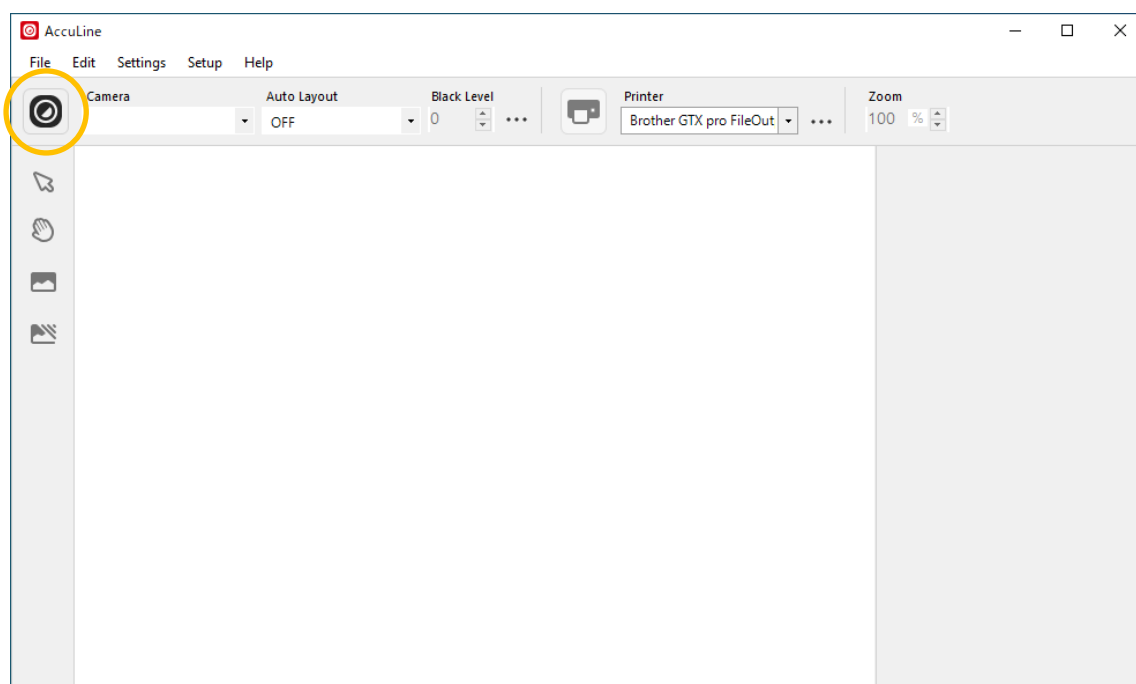 AccuLine
File Edit Settings Setup Help
Camera Auto Layout Black Level Printer Zoom
OFF 0 ••• Brother GTX pro FileOut ••• 100 %